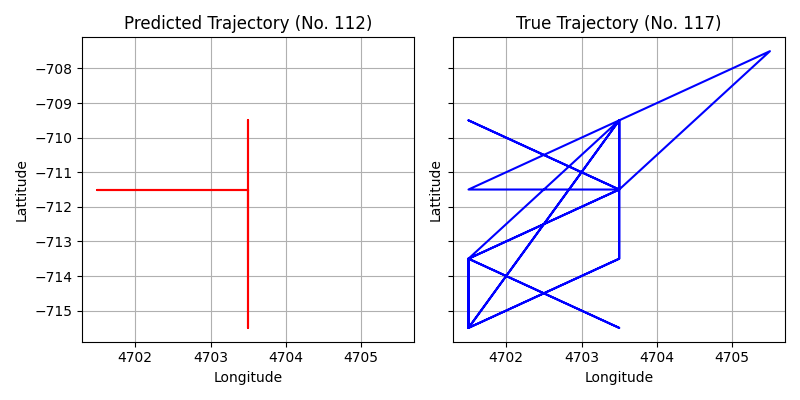 Predicted Trajectory (No. 112)
−708
−709
−710
−711
−712
−713
−714
−715
Lattitude
4702 4703 4704 4705
Longitude
True Trajectory (No. 117)
Lattitude
4702 4703 4704 4705
Longitude